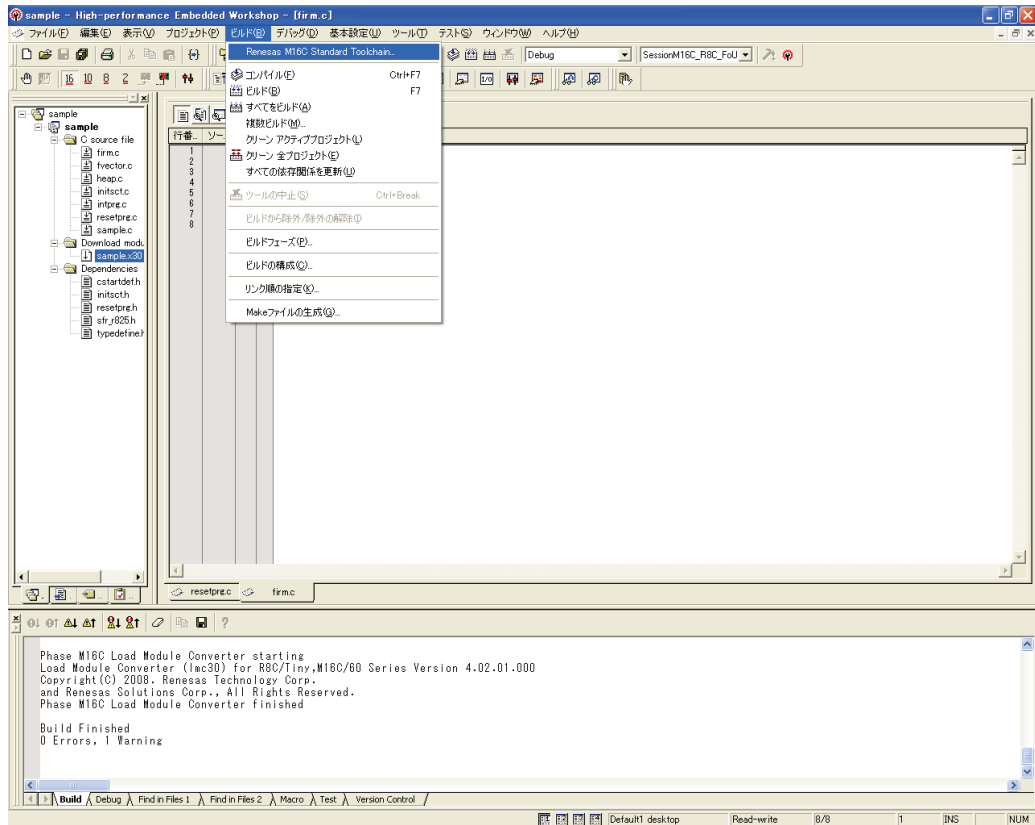 sample - High-performance Embedded Workshop - [firm.c]
ファイル(F) 編集(E) 表示(V) プロジェクト(P) ビルド(B) デバッグ(D) 基本設定(U) ツール(T) テスト(S) ウィンドウ(W) ヘルプ(H)
Debug
SessionM16C_R8C_FoU
16 10 8 2
Renesas M16C Standard Toolchain...
コンパイル(F) Ctrl+F7
ビルド(B) F7
すべてをビルド(A)
複数ビルド(M)...
クリーン アクティブプロジェクト(L)
クリーン 全プロジェクト(E)
すべての依存関係を更新(U)
ツールの中止(S) Ctrl+Break
ビルドから除外/除外の解除(I)
ビルドフェーズ(P)...
ビルドの構成(C)...
リンク順の指定(K)...
Makeファイルの生成(G)...
sample
sample
C source file
firm.c
fvector.c
heap.c
initsct.c
intprg.c
resetprg.c
sample.c
Download modu
sample.x30
Dependencies
cstartdef.h
initsct.h
resetprg.h
sfr_r825.h
typedefine.h
行番.. ソー
1
2
3
4
5
6
7
8
resetprg.c firm.c
Phase M16C Load Module Converter starting
Load Module Converter (lmc30) for R8C/Tiny,M16C/60 Series Version 4.02.01.000
Copyright(C) 2008. Renesas Technology Corp.
and Renesas Solutions Corp., All Rights Reserved.
Phase M16C Load Module Converter finished
Build Finished
0 Errors, 1 Warning
Build Debug Find in Files 1 Find in Files 2 Macro Test Version Control
Default1 desktop Read-write 8/8 1 INS NUM